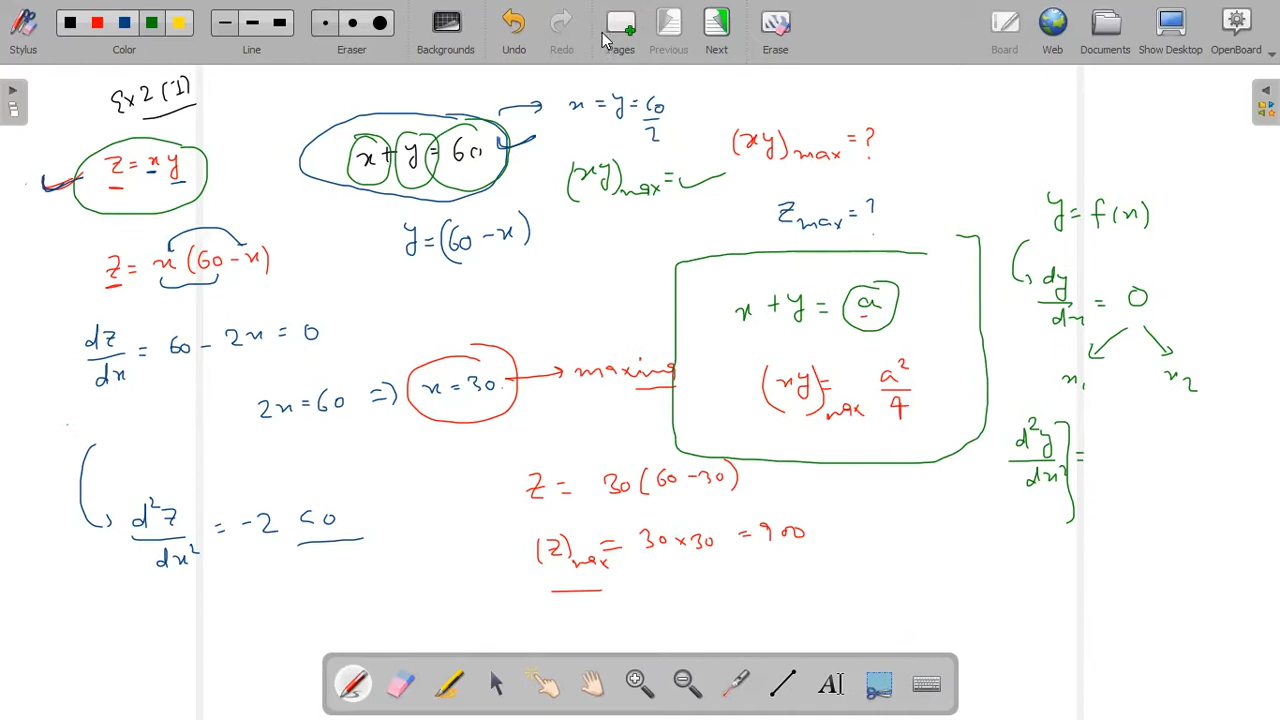 Stylus
Color
Line
Eraser
Backgrounds
Undo
Redo
Pages
Previous
Next
Erase
Board
Web
Documents
Show Desktop
OpenBoard
Ex 2 (I)
z = x y
x + y = 60
x = y = 60/2
(xy)max =
(xy)max = ?
y = (60 - x)
zmax = ?
y = f(x)
z = x (60 - x)
dy/dx = 0
x1 x2
x + y = a
dz/dx = 60 - 2x = 0
2x = 60 => x = 30.
(xy)max = a²/4
d²y/dx² =
z = 30 (60 - 30)
d²z/dx² = -2 < 0
(z)max = 30 x 30 = 900
AI